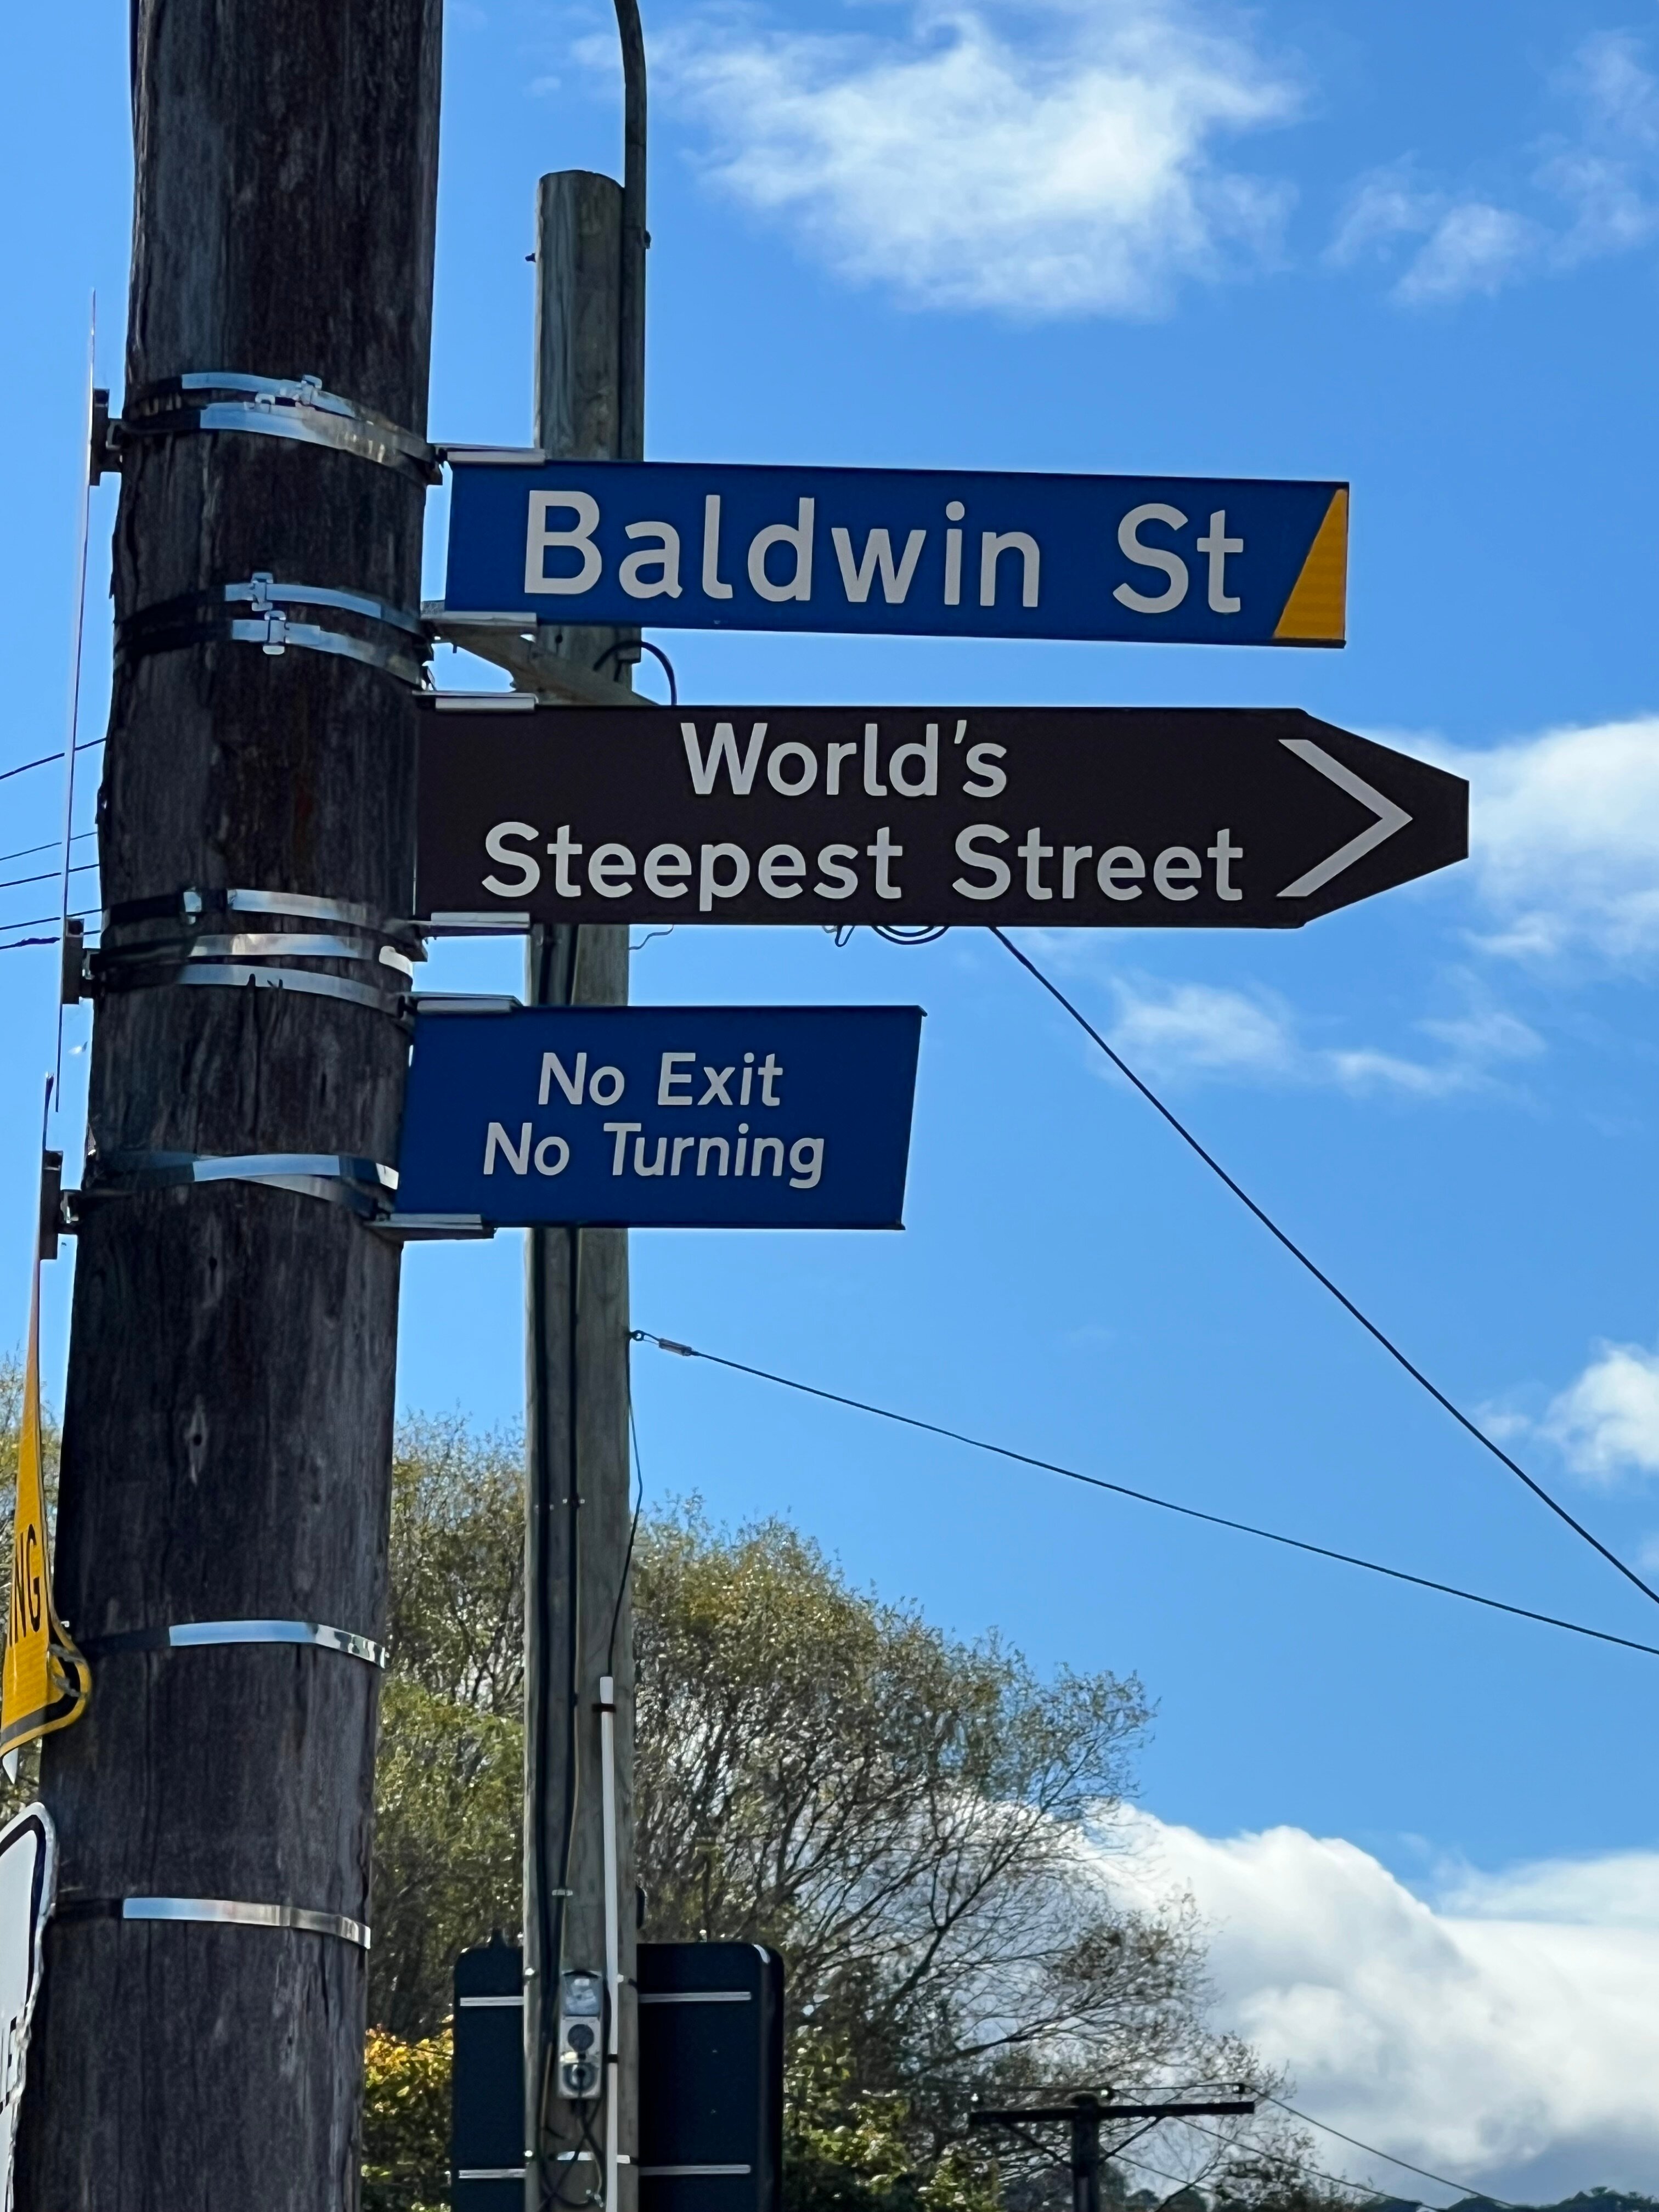 Baldwin St
World's
Steepest Street
No Exit
No Turning